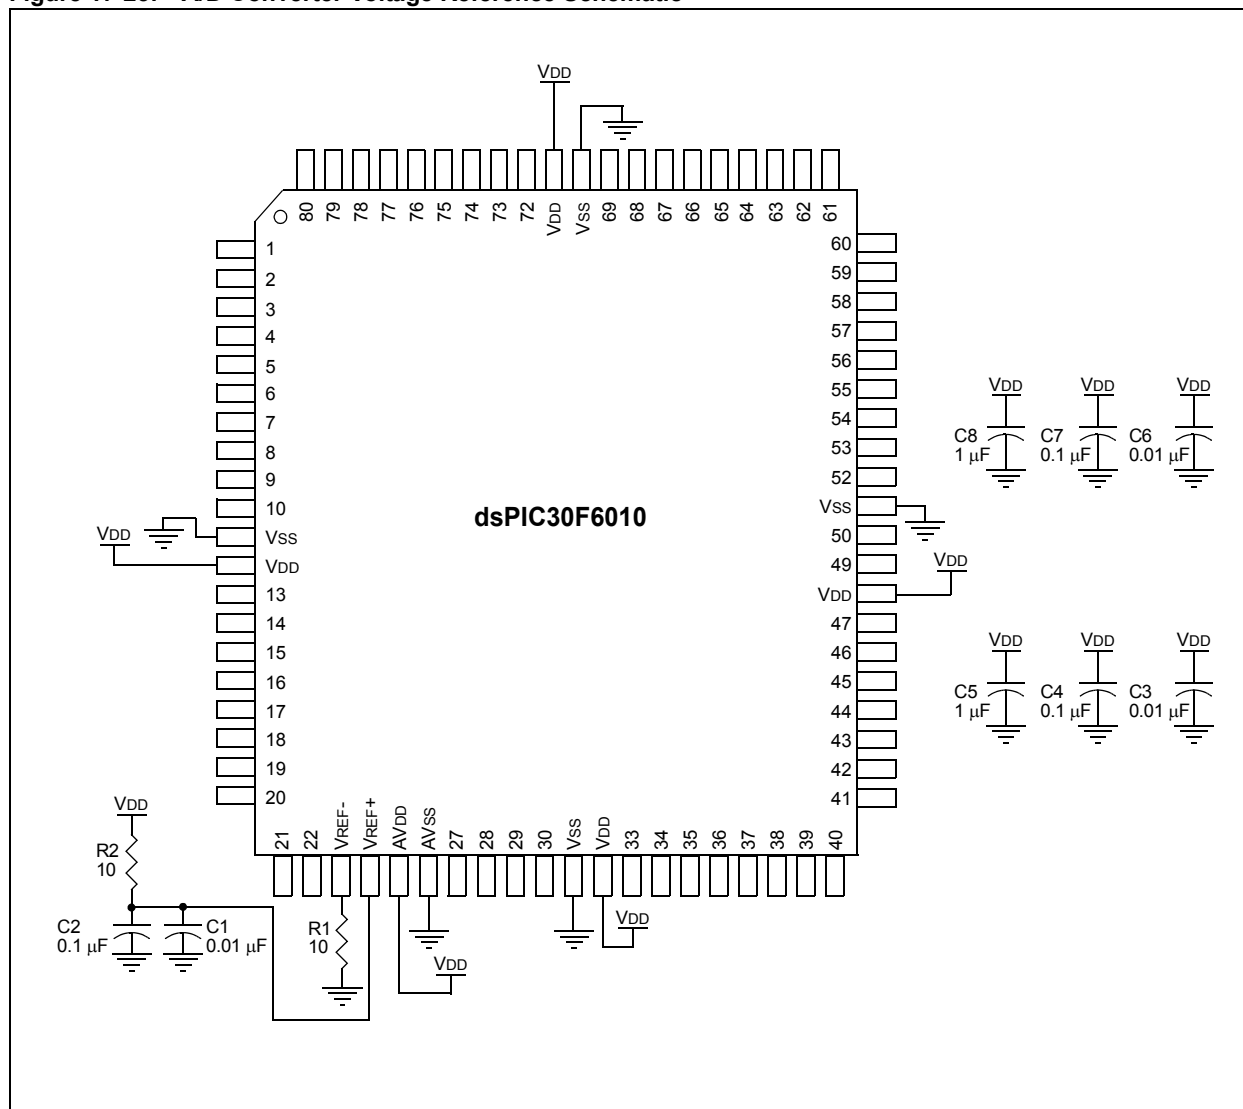 Figure 17-23: A/D Converter Voltage Reference Schematic
VDD
80 79 78 77 76 75 74 73 72 VDD VSS 69 68 67 66 65 64 63 62 61
1
2
3
4
5
6
7
8
9
10
VSS
VDD
VDD
13
14
15
16
17
18
19
20
60
59
58
57
56
55
54
53
52
VSS
50
49
VDD
VDD
47
46
45
44
43
42
41
dsPIC30F6010
21 22 VREF- VREF+ AVDD AVSS 27 28 29 30 VSS VDD 33 34 35 36 37 38 39 40
VDD
R2
10
C2
0.1 µF
C1
0.01 µF
R1
10
VDD
VDD
VDD
C8
1 µF
VDD
C7
0.1 µF
VDD
C6
0.01 µF
VDD
C5
1 µF
VDD
C4
0.1 µF
VDD
C3
0.01 µF